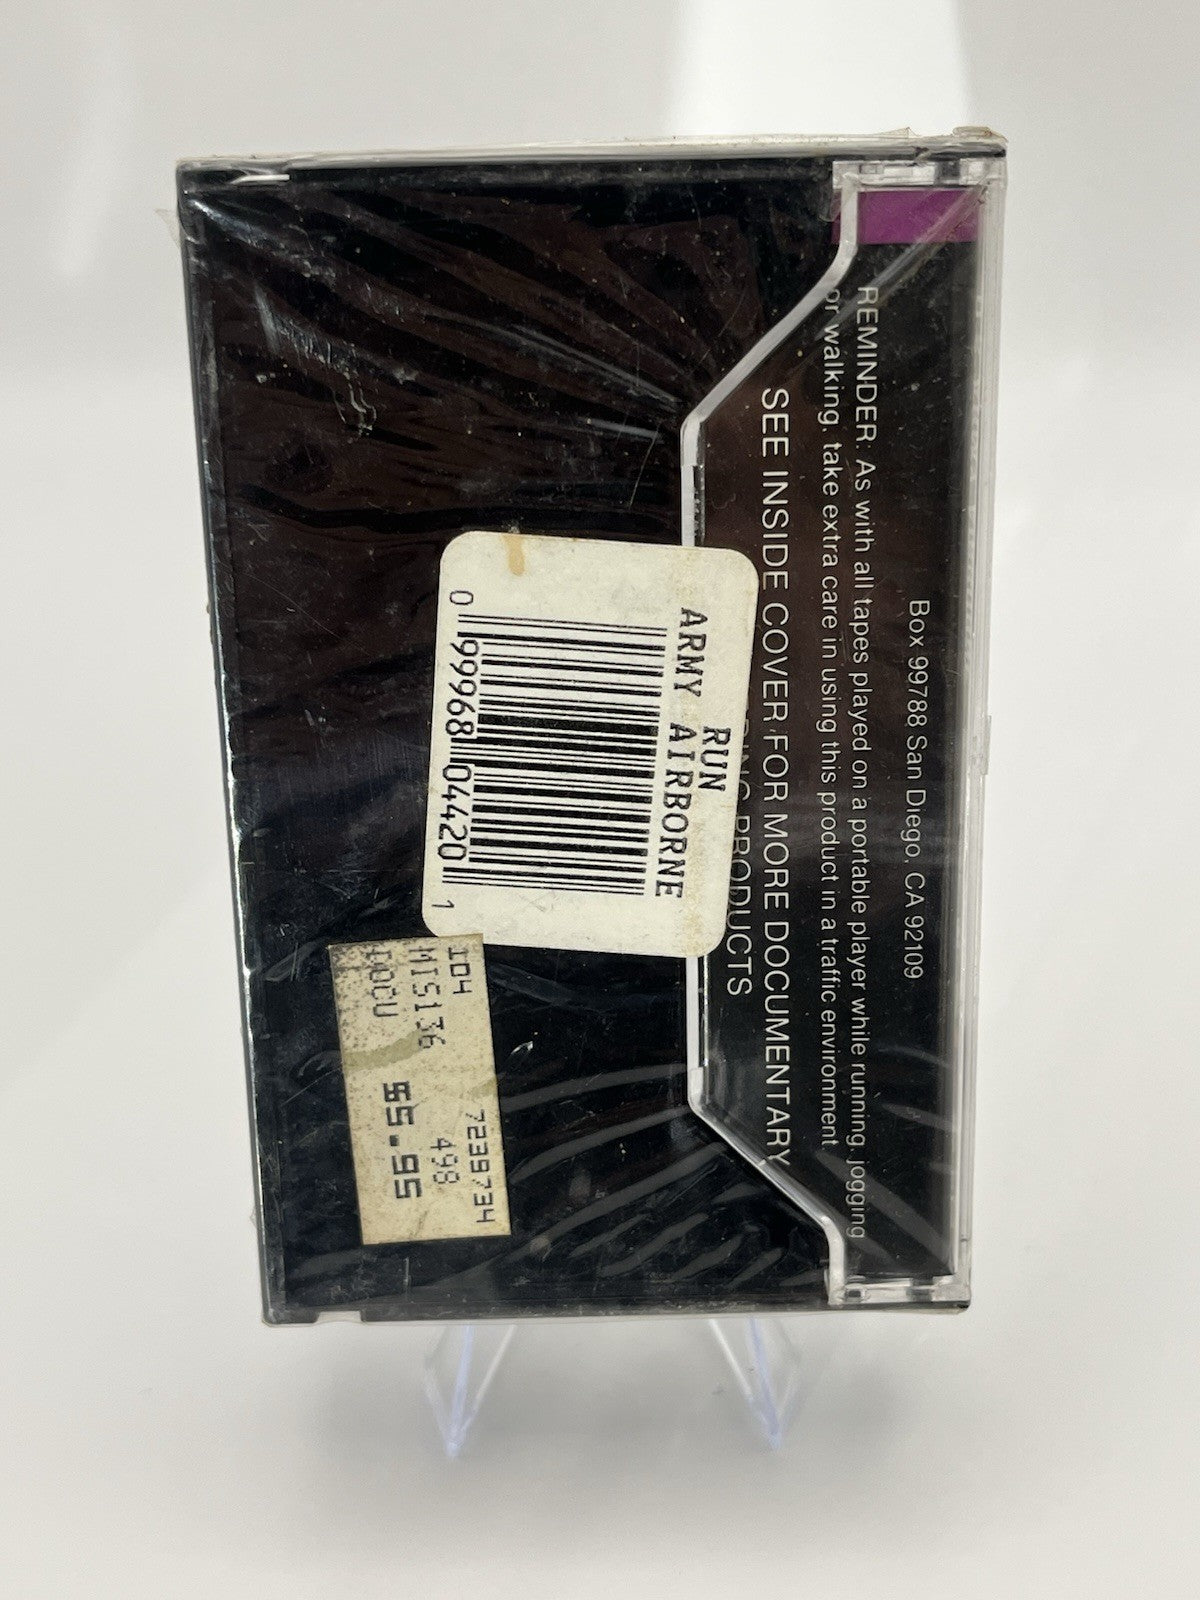 Box 99788 San Diego, CA 92109
REMINDER: As with all tapes played on a portable player while running, jogging
or walking, take extra care in using this product in a traffic environment
SEE INSIDE COVER FOR MORE DOCUMENTARY
PRODUCTS
RUN
ARMY AIRBORNE
0 99968 04420 1
ID4 7239734
MIS136 498
DOCU $5.95